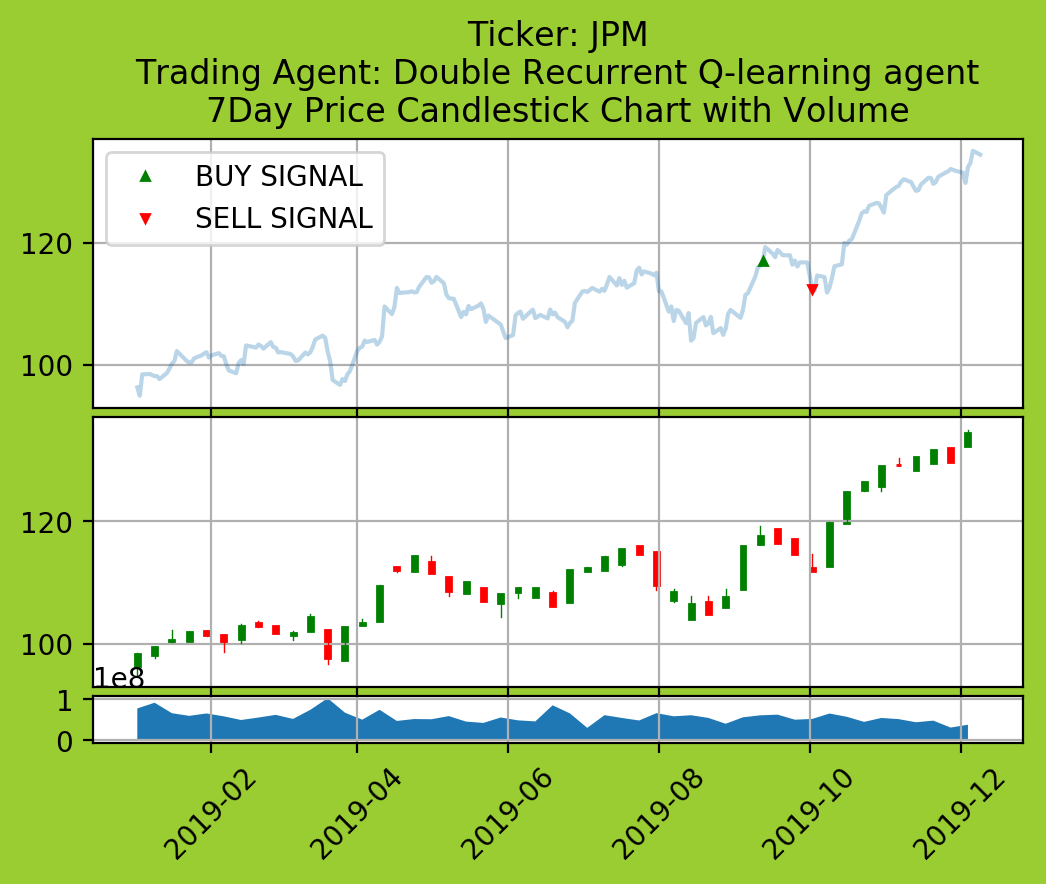 Ticker: JPM
Trading Agent: Double Recurrent Q-learning agent
7Day Price Candlestick Chart with Volume
BUY SIGNAL
SELL SIGNAL
120
100
120
100
1e8
1
0
2019-02
2019-04
2019-06
2019-08
2019-10
2019-12